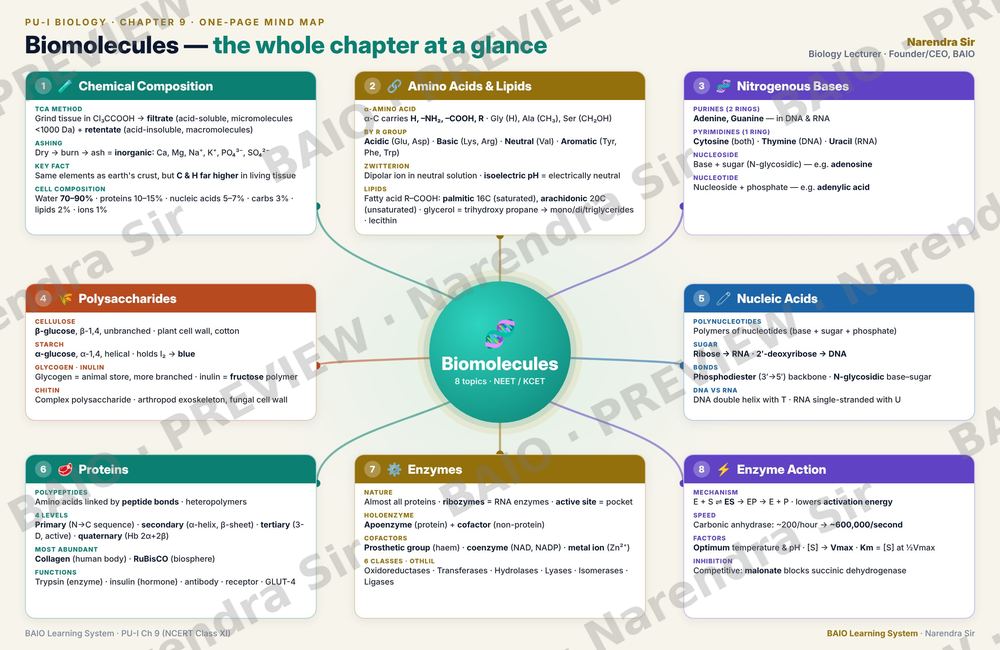 PU-I BIOLOGY · CHAPTER 9 · ONE-PAGE MIND MAP
Biomolecules — the whole chapter at a glance
Narendra Sir
Biology Lecturer · Founder/CEO, BAIO
1 Chemical Composition
TCA METHOD
Grind tissue in Cl₃CCOOH → filtrate (acid-soluble, micromolecules
<1000 Da) + retentate (acid-insoluble, macromolecules)
ASHING
Dry → burn → ash = inorganic: Ca, Mg, Na⁺, K⁺, PO₄³⁻, SO₄²⁻
KEY FACT
Same elements as earth's crust, but C & H far higher in living tissue
CELL COMPOSITION
Water 70–90% · proteins 10–15% · nucleic acids 5–7% · carbs 3% ·
lipids 2% · ions 1%
2 Amino Acids & Lipids
α-AMINO ACID
α-C carries H, –NH₂, –COOH, R · Gly (H), Ala (CH₃), Ser (CH₂OH)
BY R GROUP
Acidic (Glu, Asp) · Basic (Lys, Arg) · Neutral (Val) · Aromatic (Tyr,
Phe, Trp)
ZWITTERION
Dipolar ion in neutral solution · isoelectric pH = electrically neutral
LIPIDS
Fatty acid R–COOH: palmitic 16C (saturated), arachidonic 20C
(unsaturated) · glycerol = trihydroxy propane → mono/di/triglycerides
· lecithin
3 Nitrogenous Bases
PURINES (2 RINGS)
Adenine, Guanine — in DNA & RNA
PYRIMIDINES (1 RING)
Cytosine (both) · Thymine (DNA) · Uracil (RNA)
NUCLEOSIDE
Base + sugar (N-glycosidic) — e.g. adenosine
NUCLEOTIDE
Nucleoside + phosphate — e.g. adenylic acid
4 Polysaccharides
CELLULOSE
β-glucose, β-1,4, unbranched · plant cell wall, cotton
STARCH
α-glucose, α-1,4, helical · holds I₂ → blue
GLYCOGEN · INULIN
Glycogen = animal store, more branched · inulin = fructose polymer
CHITIN
Complex polysaccharide · arthropod exoskeleton, fungal cell wall
Biomolecules
8 topics · NEET / KCET
5 Nucleic Acids
POLYNUCLEOTIDES
Polymers of nucleotides (base + sugar + phosphate)
SUGAR
Ribose → RNA · 2'-deoxyribose → DNA
BONDS
Phosphodiester (3'→5') backbone · N-glycosidic base–sugar
DNA VS RNA
DNA double helix with T · RNA single-stranded with U
6 Proteins
POLYPEPTIDES
Amino acids linked by peptide bonds · heteropolymers
4 LEVELS
Primary (N→C sequence) · secondary (α-helix, β-sheet) · tertiary (3-
D, active) · quaternary (Hb 2α+2β)
MOST ABUNDANT
Collagen (human body) · RuBisCO (biosphere)
FUNCTIONS
Trypsin (enzyme) · insulin (hormone) · antibody · receptor · GLUT-4
7 Enzymes
NATURE
Almost all proteins · ribozymes = RNA enzymes · active site = pocket
HOLOENZYME
Apoenzyme (protein) + cofactor (non-protein)
COFACTORS
Prosthetic group (haem) · coenzyme (NAD, NADP) · metal ion (Zn²⁺)
6 CLASSES · OTHLIL
Oxidoreductases · Transferases · Hydrolases · Lyases · Isomerases ·
Ligases
8 Enzyme Action
MECHANISM
E + S ⇌ ES → EP → E + P · lowers activation energy
SPEED
Carbonic anhydrase: ~200/hour → ~600,000/second
FACTORS
Optimum temperature & pH · [S] → Vmax · Km = [S] at ½Vmax
INHIBITION
Competitive: malonate blocks succinic dehydrogenase
BAIO Learning System · PU-I Ch 9 (NCERT Class XI)
BAIO Learning System · Narendra Sir
BAIO · PREVIEW · Narendra Sir